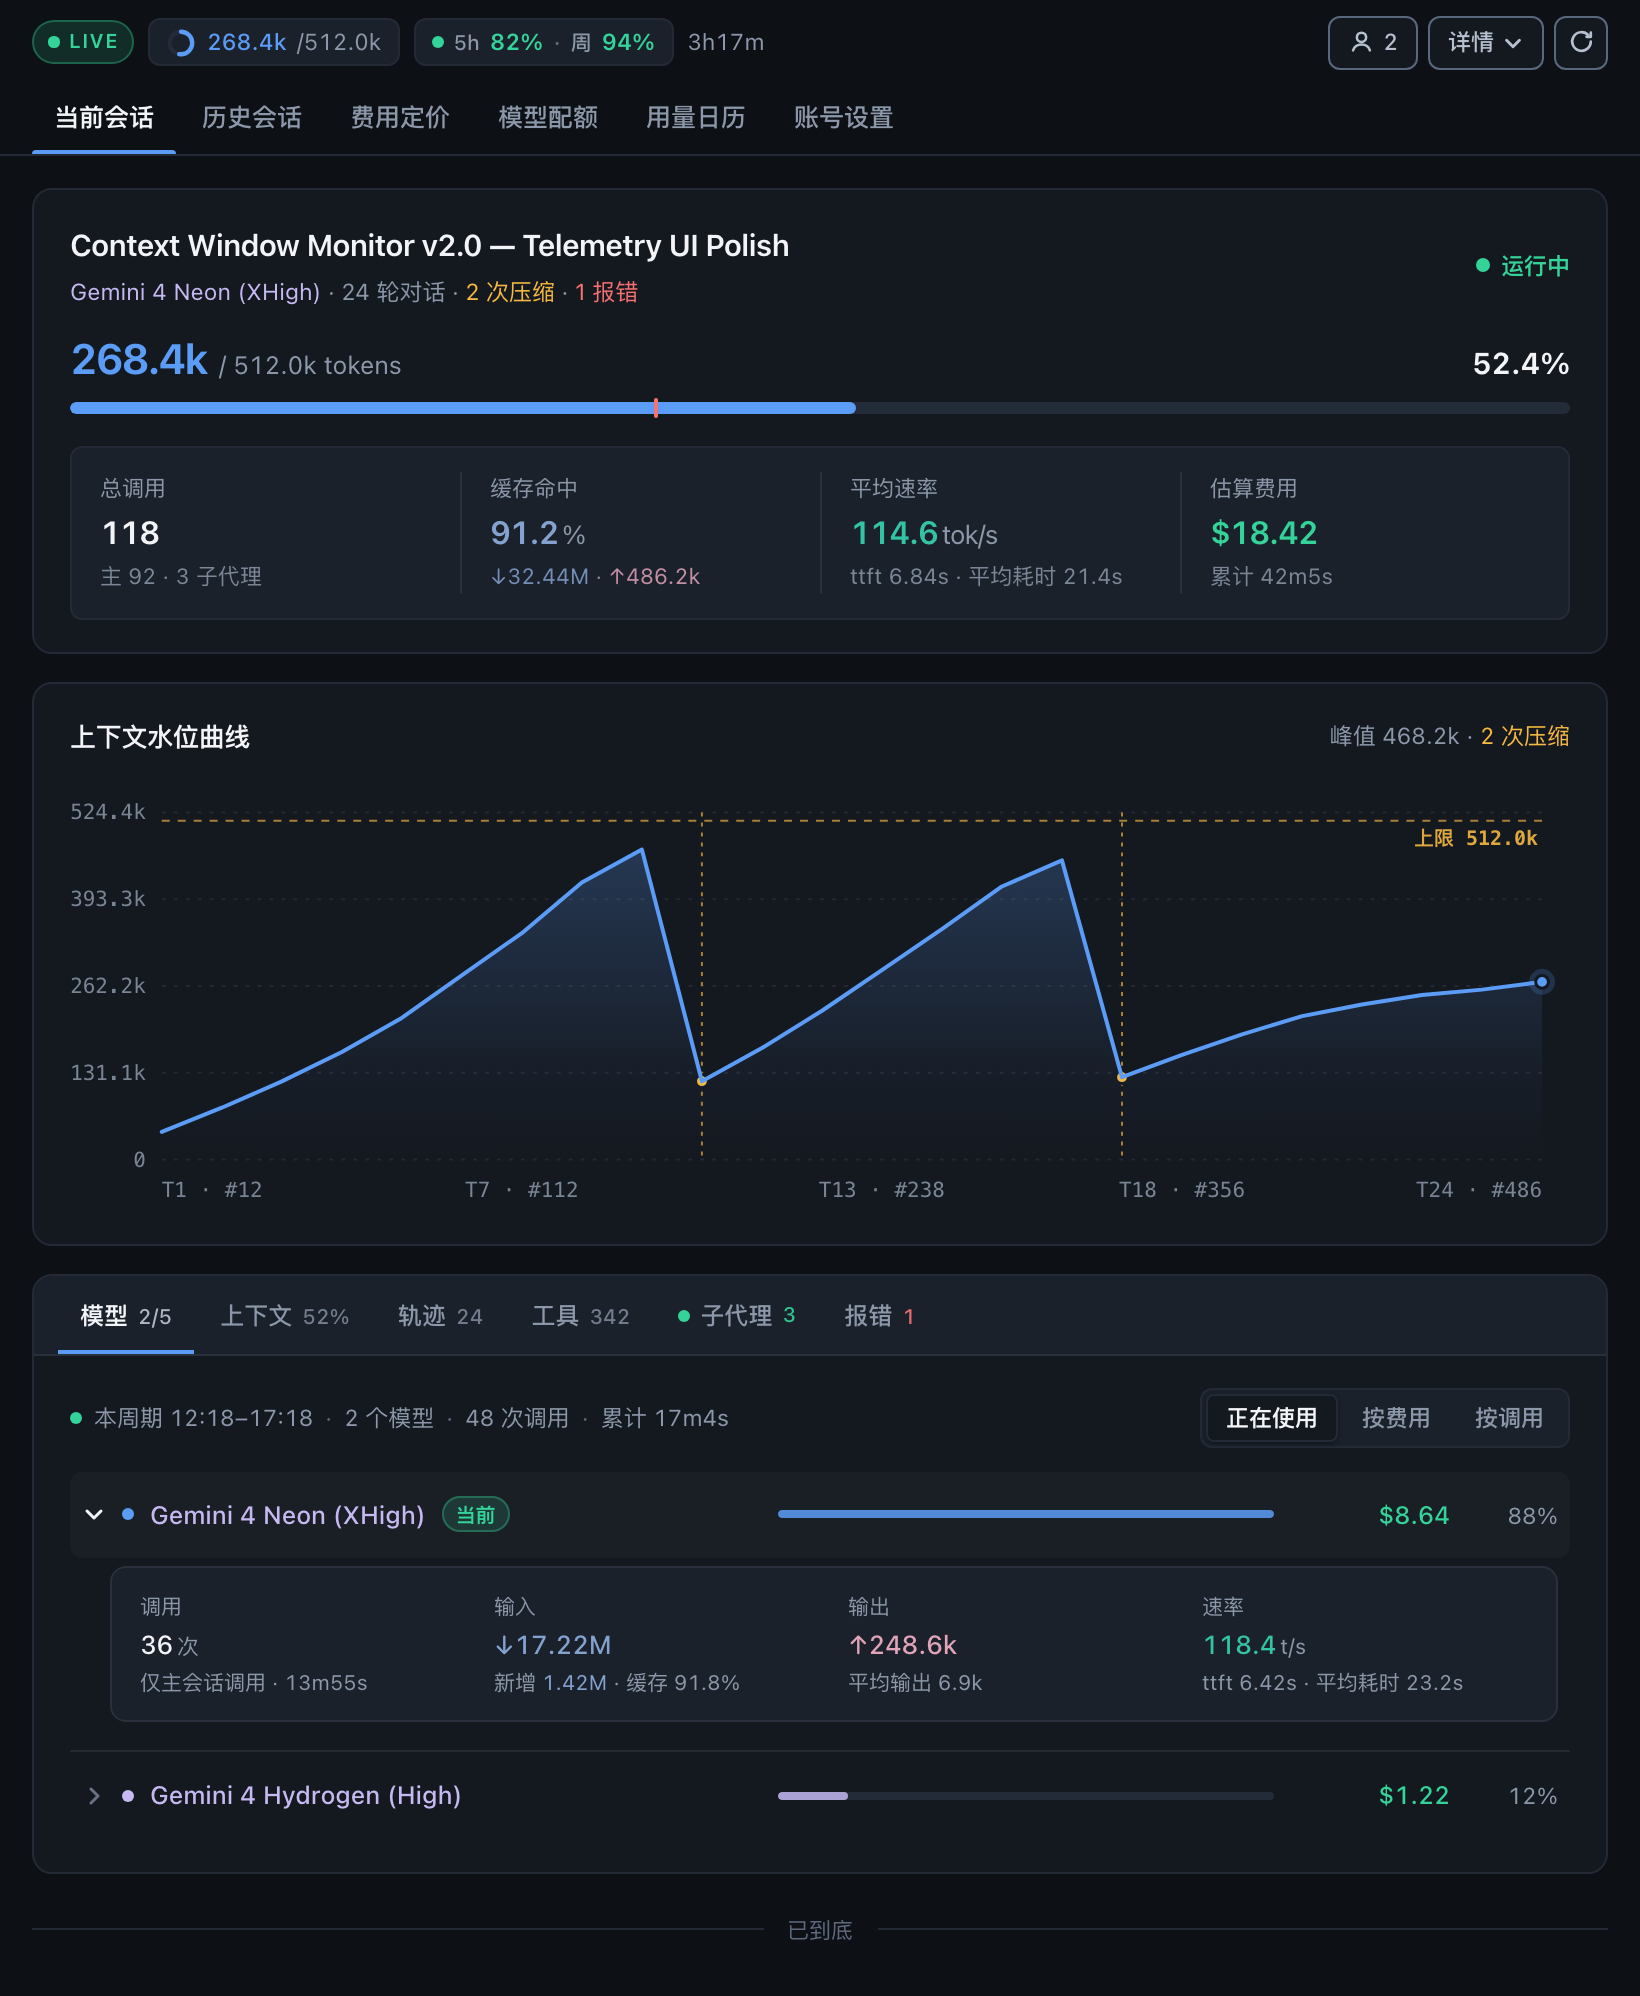 LIVE 268.4k /512.0k 5h 82% · 周 94% 3h17m 2 详情
当前会话 历史会话 费用定价 模型配额 用量日历 账号设置
Context Window Monitor v2.0 — Telemetry UI Polish
运行中
Gemini 4 Neon (XHigh) · 24 轮对话 · 2 次压缩 · 1 报错
268.4k / 512.0k tokens 52.4%
总调用 缓存命中 平均速率 估算费用
118 91.2% 114.6 tok/s $18.42
主 92 · 3 子代理 ↓32.44M · ↑486.2k ttft 6.84s · 平均耗时 21.4s 累计 42m5s
上下文水位曲线 峰值 468.2k · 2 次压缩
524.4k
上限 512.0k
393.3k
262.2k
131.1k
0
T1 · #12 T7 · #112 T13 · #238 T18 · #356 T24 · #486
模型 2/5 上下文 52% 轨迹 24 工具 342 子代理 3 报错 1
本周期 12:18–17:18 · 2 个模型 · 48 次调用 · 累计 17m4s 正在使用 按费用 按调用
Gemini 4 Neon (XHigh) 当前 $8.64 88%
调用 输入 输出 速率
36 次 ↓17.22M ↑248.6k 118.4 t/s
仅主会话调用 · 13m55s 新增 1.42M · 缓存 91.8% 平均输出 6.9k ttft 6.42s · 平均耗时 23.2s
Gemini 4 Hydrogen (High) $1.22 12%
已到底